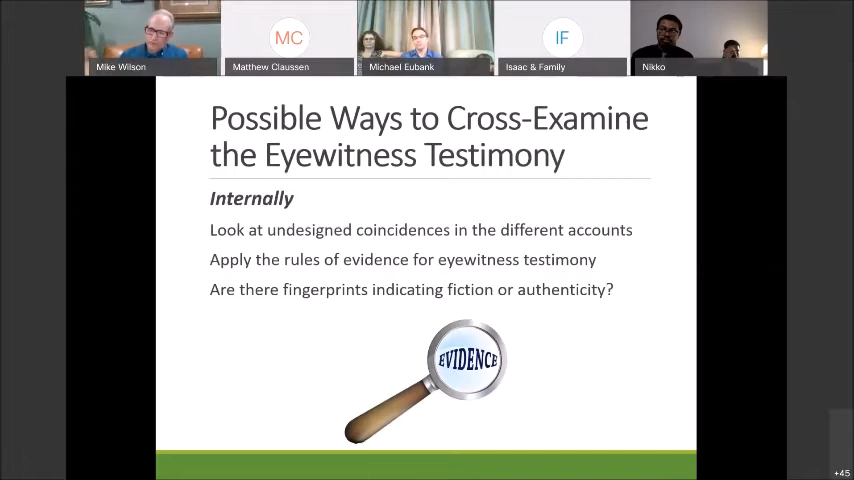 MC
IF
Mike Wilson
Matthew Claussen
Michael Eubank
Isaac & Family
Nikko
Possible Ways to Cross-Examine
the Eyewitness Testimony
Internally
Look at undesigned coincidences in the different accounts
Apply the rules of evidence for eyewitness testimony
Are there fingerprints indicating fiction or authenticity?
EVIDENCE
+45